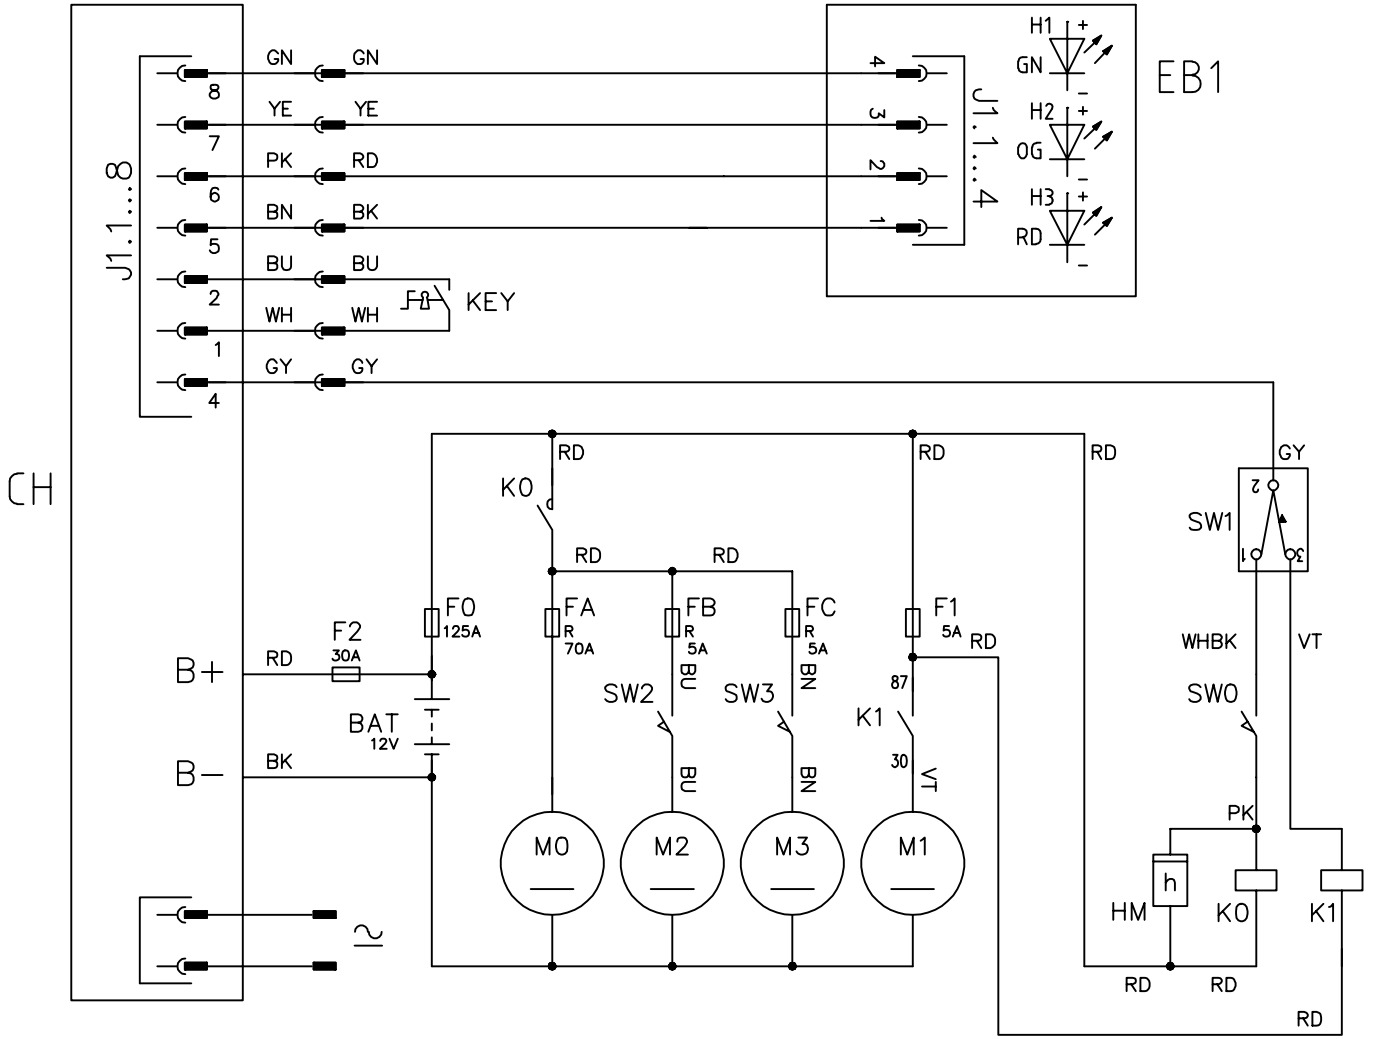 H1 +
GN
−
EB1
H2 +
OG
−
H3 +
RD
−
J1.1...4
4
3
2
1
GN GN
8
YE YE
7
PK RD
6
BN BK
5
BU BU
2
WH WH
1
GY GY
4
J1.1...8
KEY
CH
RD RD RD GY
K0
2
SW1
1 3
RD RD
F0
125A
FA
R
70A
FB
R
5A
FC
R
5A
F1
5A
RD
F2
30A
B+ RD
BU BN
87
WHBK VT
SW2 SW3 K1 SW0
BAT
12V
30
B− BK
BU BN VT
PK
M0 M2 M3 M1
h
HM K0 K1
RD RD
RD